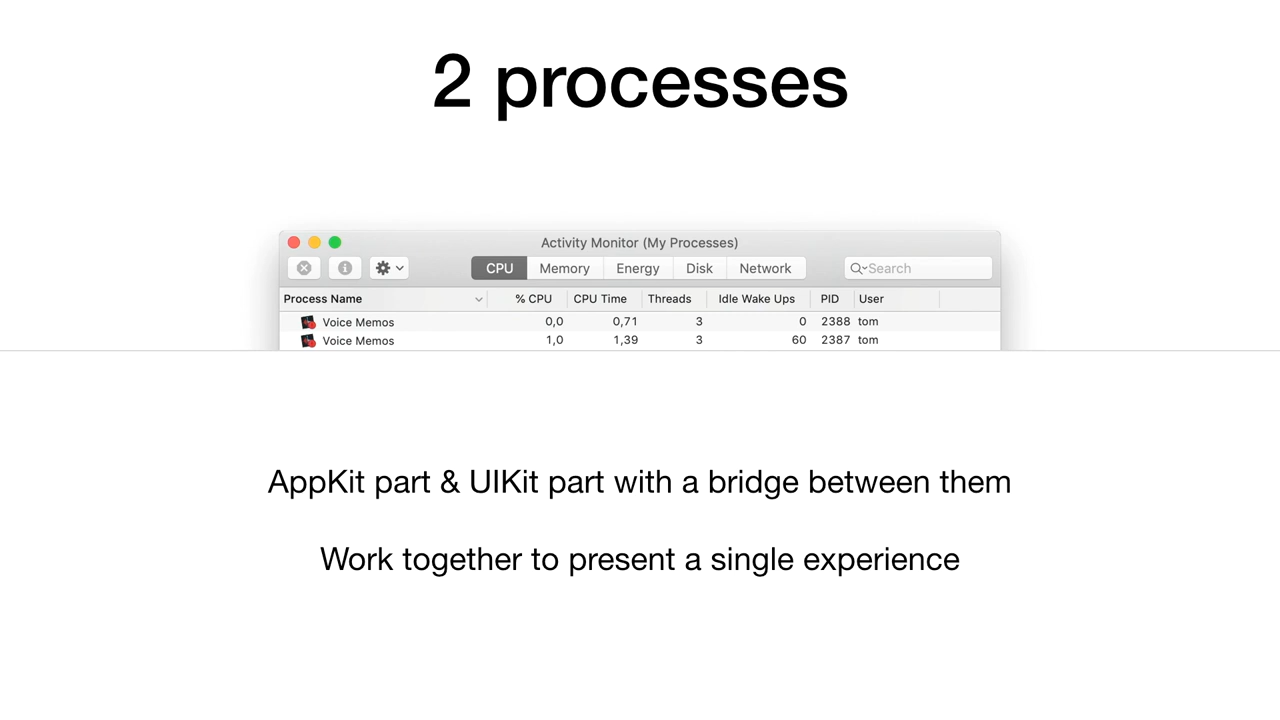 2 processes
Activity Monitor (My Processes)
CPU Memory Energy Disk Network Search
Process Name % CPU CPU Time Threads Idle Wake Ups PID User
Voice Memos 0,0 0,71 3 0 2388 tom
Voice Memos 1,0 1,39 3 60 2387 tom
AppKit part & UIKit part with a bridge between them
Work together to present a single experience